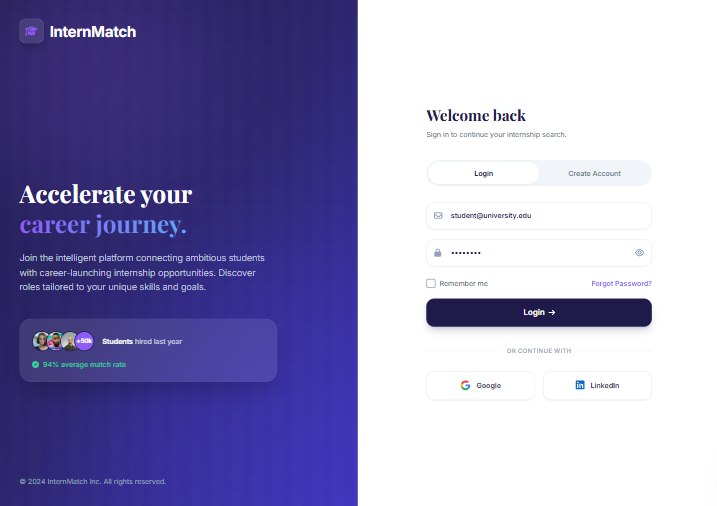 InternMatch
Accelerate your
career journey.
Join the intelligent platform connecting ambitious students
with career-launching internship opportunities. Discover
roles tailored to your unique skills and goals.
+50k
Students hired last year
94% average match rate
© 2024 InternMatch Inc. All rights reserved.
Welcome back
Sign in to continue your internship search.
Login
Create Account
student@university.edu
••••••••
Remember me
Forgot Password?
Login →
OR CONTINUE WITH
Google
LinkedIn